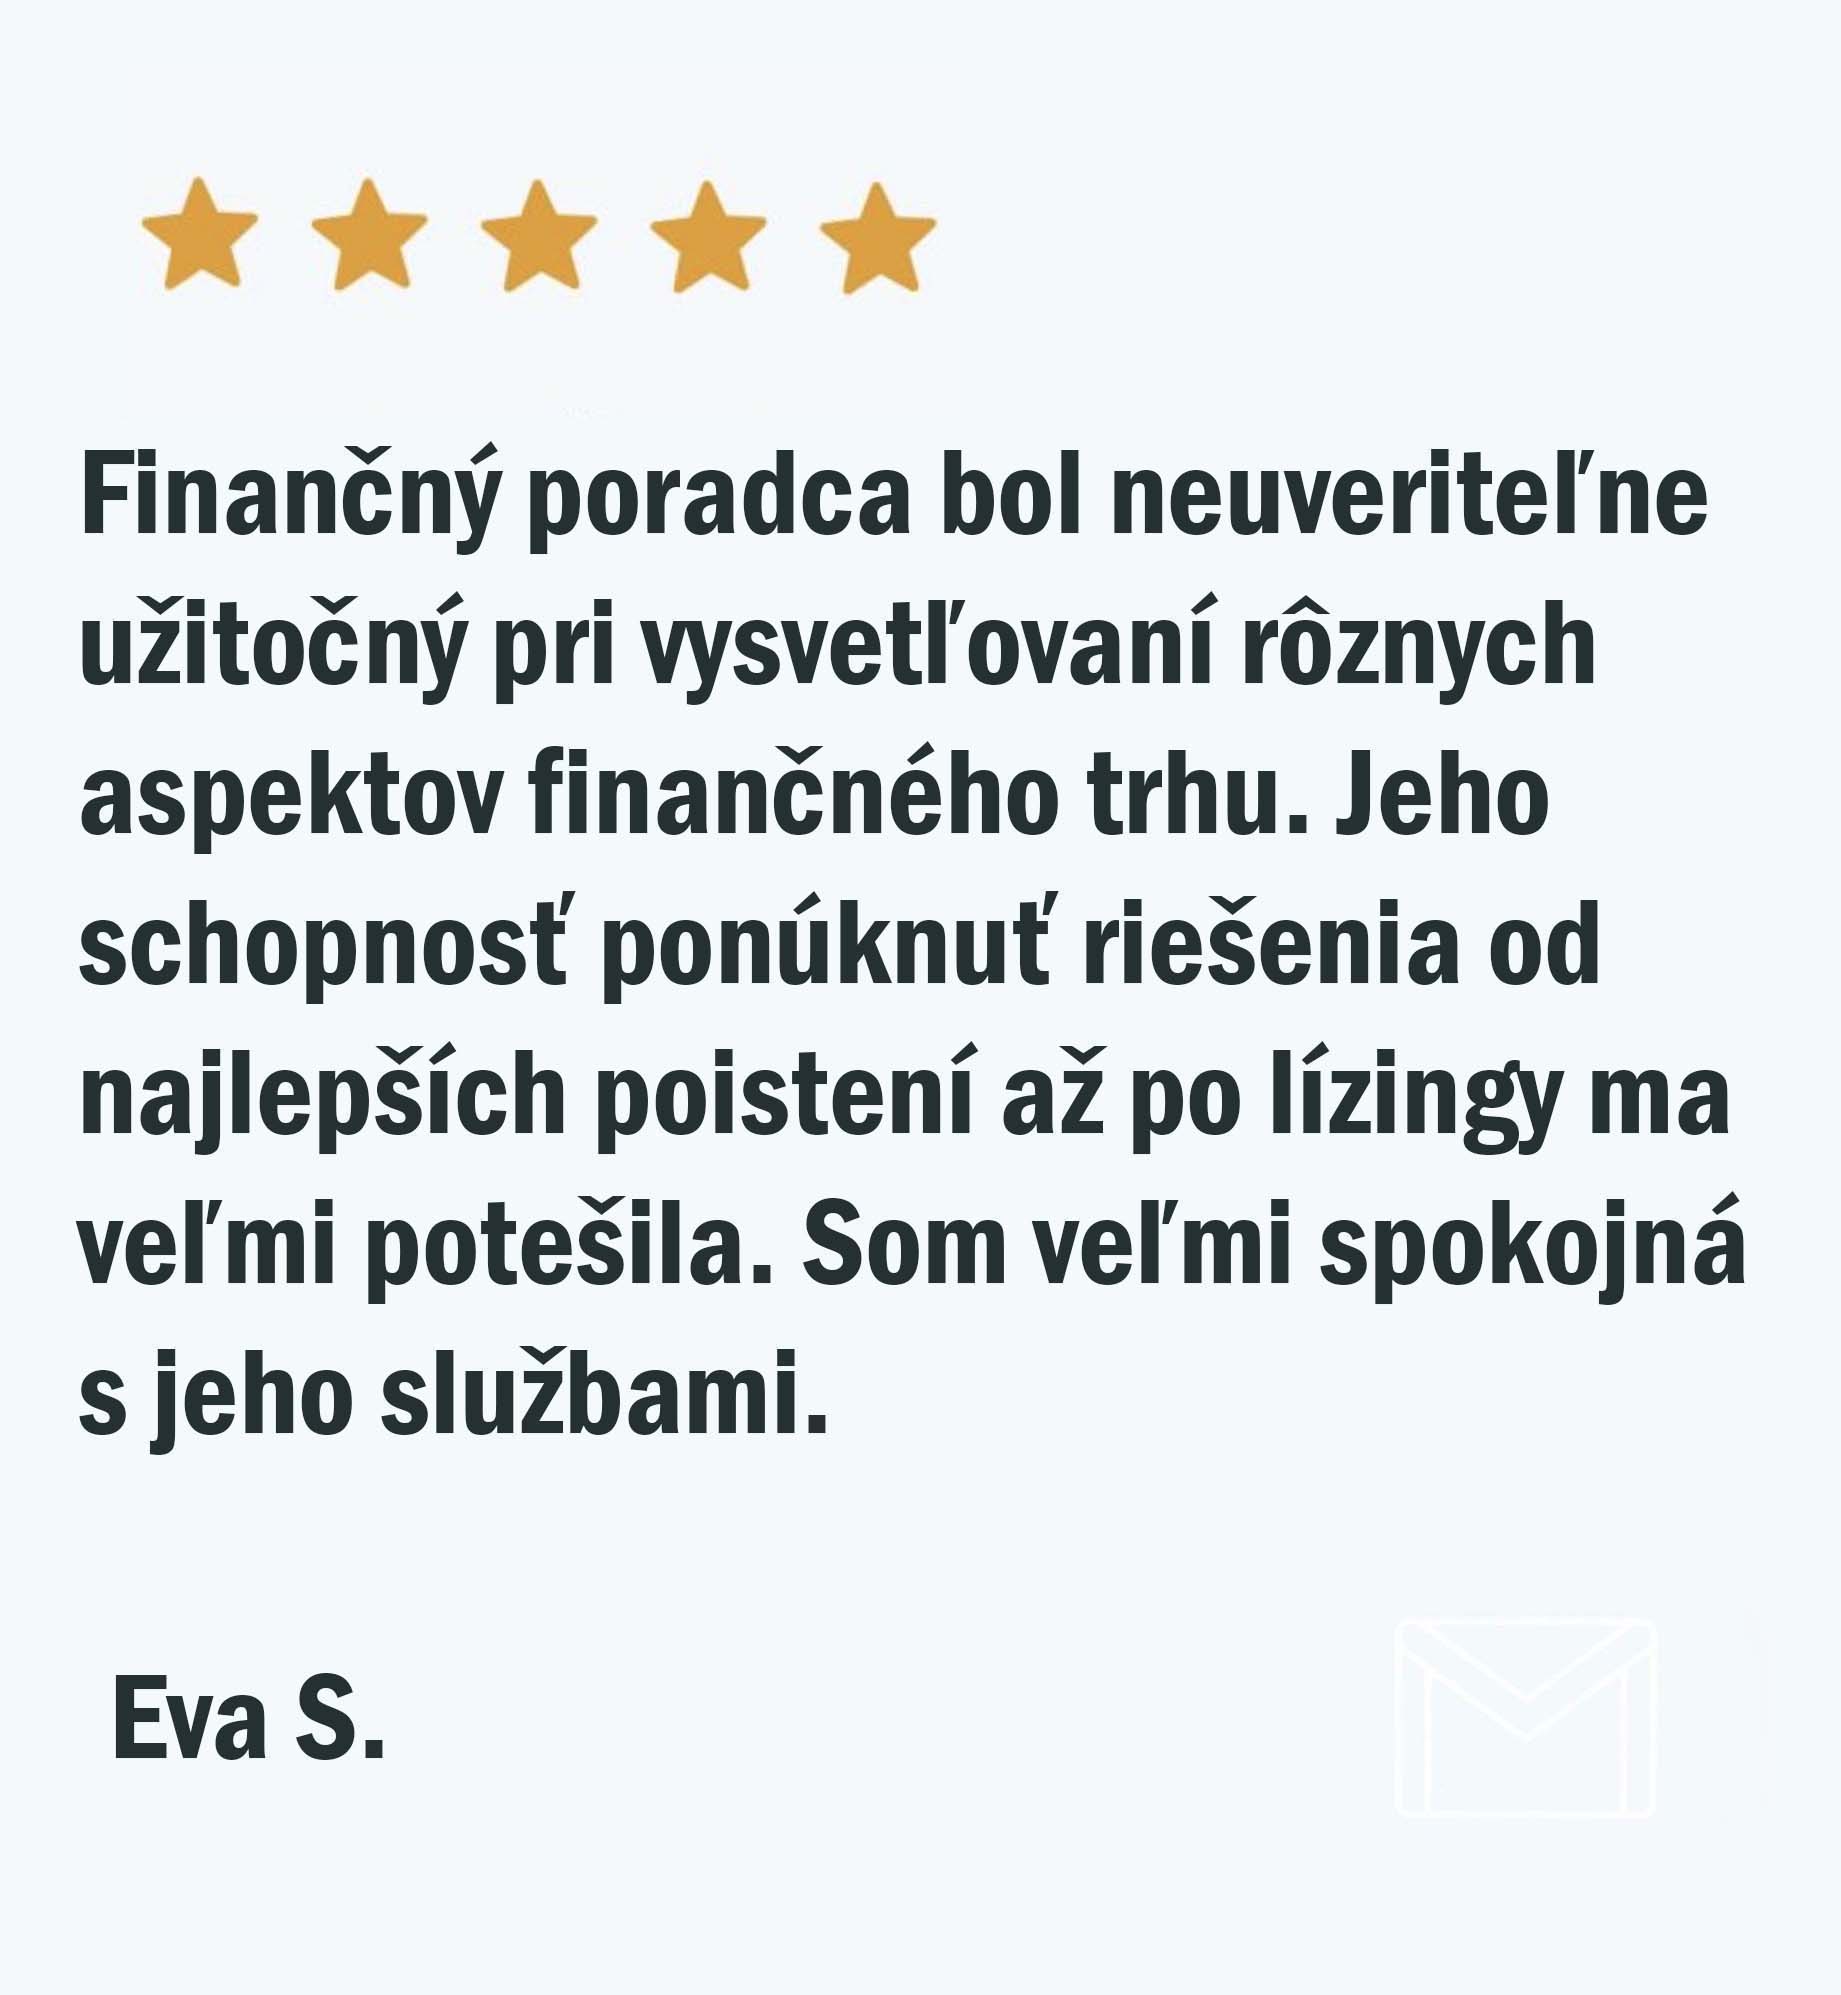 Finančný poradca bol neuveriteľne
užitočný pri vysvetľovaní rôznych
aspektov finančného trhu. Jeho
schopnosť ponúknuť riešenia od
najlepších poistení až po lízingy ma
veľmi potešila. Som veľmi spokojná
s jeho službami.
Eva S.